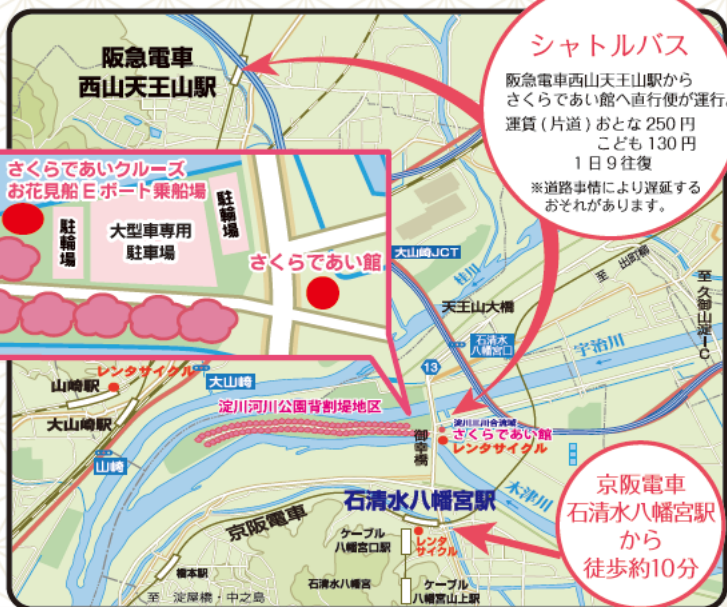 阪急電車
西山天王山駅
シャトルバス
阪急電車西山天王山駅から
さくらであい館へ直行便が運行
運賃(片道)おとな 250 円
こども 130 円
1 日 9 往復
※道路事情により遅延する
おそれがあります。
さくらであいクルーズ
お花見船 E ボート乗船場
駐輪場
大型車専用
駐車場
駐輪場
さくらであい館
大山崎JCT
桂川
至 出町柳
至 久御山淀IC
天王山大橋
石清水
八幡宮口
宇治川
13
レンタサイクル
山崎駅
大山崎
大山崎駅
山崎
淀川河川公園背割堤地区
御幸橋
淀川三川合流域
さくらであい館
レンタサイクル
木津川
石清水八幡宮駅
京阪電車
ケーブル
八幡宮口駅
レンタ
サイクル
橋本駅
石清水八幡宮
ケーブル
八幡宮山上駅
至 淀屋橋・中之島
京阪電車
石清水八幡宮駅
から
徒歩約10分